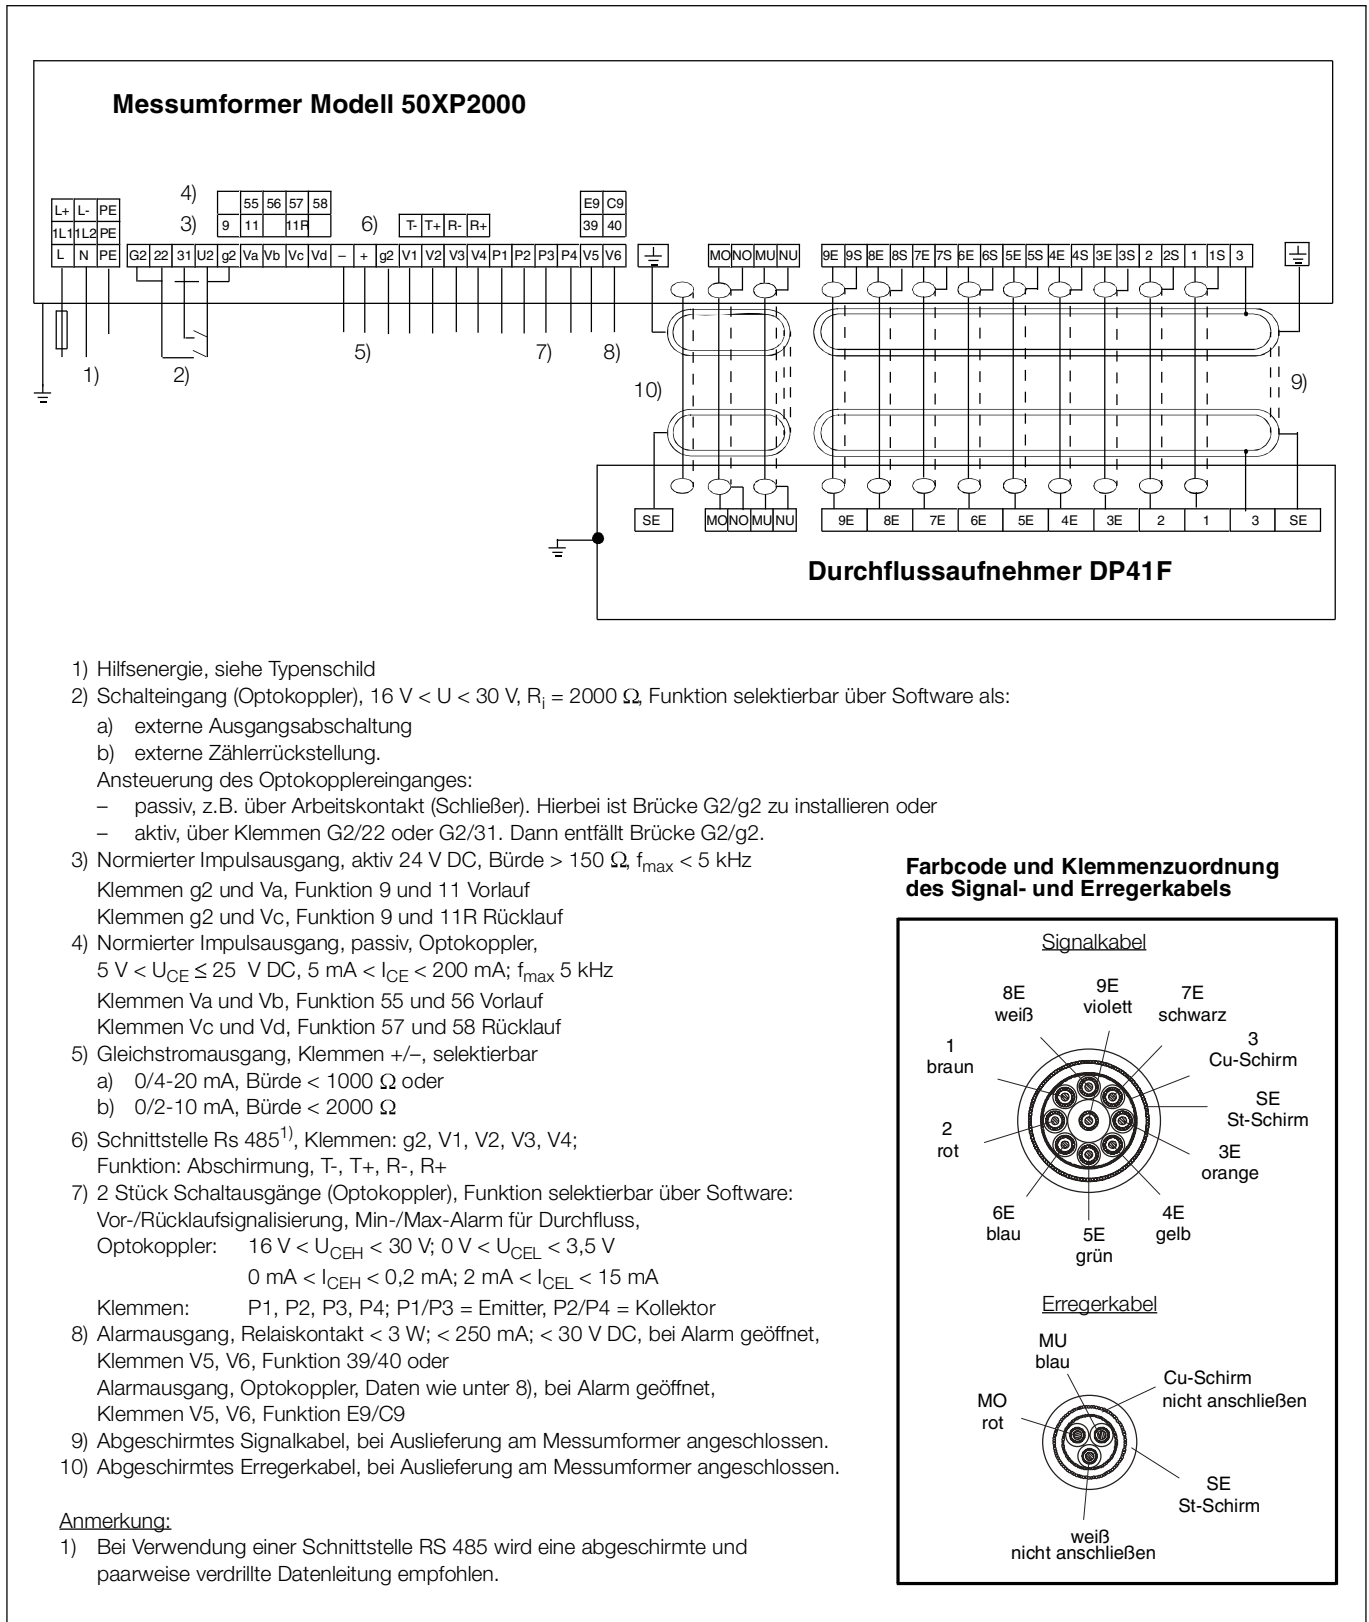 Messumformer Modell 50XP2000
4) 55 56 57 58 E9 C9
L+ L- PE
3) 9 11 11R 6) T- T+ R- R+ 39 40
1L1 1L2 PE
L N PE G2 22 31 U2 g2 Va Vb Vc Vd – + g2 V1 V2 V3 V4 P1 P2 P3 P4 V5 V6 MO NO MU NU 9E 9S 8E 8S 7E 7S 6E 6S 5E 5S 4E 4S 3E 3S 2 2S 1 1S 3
1) 2) 5) 7) 8) 10) 9)
SE MO NO MU NU 9E 8E 7E 6E 5E 4E 3E 2 1 3 SE
Durchflussaufnehmer DP41F
1) Hilfsenergie, siehe Typenschild
2) Schalteingang (Optokoppler), 16 V < U < 30 V, Ri = 2000 Ω, Funktion selektierbar über Software als:
a) externe Ausgangsabschaltung
b) externe Zählerrückstellung.
Ansteuerung des Optokopplereinganges:
– passiv, z.B. über Arbeitskontakt (Schließer). Hierbei ist Brücke G2/g2 zu installieren oder
– aktiv, über Klemmen G2/22 oder G2/31. Dann entfällt Brücke G2/g2.
3) Normierter Impulsausgang, aktiv 24 V DC, Bürde > 150 Ω, fmax < 5 kHz
Klemmen g2 und Va, Funktion 9 und 11 Vorlauf
Klemmen g2 und Vc, Funktion 9 und 11R Rücklauf
4) Normierter Impulsausgang, passiv, Optokoppler,
5 V < UCE ≤ 25 V DC, 5 mA < ICE < 200 mA; fmax 5 kHz
Klemmen Va und Vb, Funktion 55 und 56 Vorlauf
Klemmen Vc und Vd, Funktion 57 und 58 Rücklauf
5) Gleichstromausgang, Klemmen +/–, selektierbar
a) 0/4-20 mA, Bürde < 1000 Ω oder
b) 0/2-10 mA, Bürde < 2000 Ω
6) Schnittstelle Rs 485¹⁾, Klemmen: g2, V1, V2, V3, V4;
Funktion: Abschirmung, T-, T+, R-, R+
7) 2 Stück Schaltausgänge (Optokoppler), Funktion selektierbar über Software:
Vor-/Rücklaufsignalisierung, Min-/Max-Alarm für Durchfluss,
Optokoppler: 16 V < UCEH < 30 V; 0 V < UCEL < 3,5 V
0 mA < ICEH < 0,2 mA; 2 mA < ICEL < 15 mA
Klemmen: P1, P2, P3, P4; P1/P3 = Emitter, P2/P4 = Kollektor
8) Alarmausgang, Relaiskontakt < 3 W; < 250 mA; < 30 V DC, bei Alarm geöffnet,
Klemmen V5, V6, Funktion 39/40 oder
Alarmausgang, Optokoppler, Daten wie unter 8), bei Alarm geöffnet,
Klemmen V5, V6, Funktion E9/C9
9) Abgeschirmtes Signalkabel, bei Auslieferung am Messumformer angeschlossen.
10) Abgeschirmtes Erregerkabel, bei Auslieferung am Messumformer angeschlossen.
Anmerkung:
1) Bei Verwendung einer Schnittstelle RS 485 wird eine abgeschirmte und
paarweise verdrillte Datenleitung empfohlen.
Farbcode und Klemmenzuordnung
des Signal- und Erregerkabels
Signalkabel
8E
weiß
9E
violett
7E
schwarz
1
braun
3
Cu-Schirm
SE
St-Schirm
2
rot
3E
orange
6E
blau
5E
grün
4E
gelb
Erregerkabel
MU
blau
Cu-Schirm
nicht anschließen
MO
rot
SE
St-Schirm
weiß
nicht anschließen